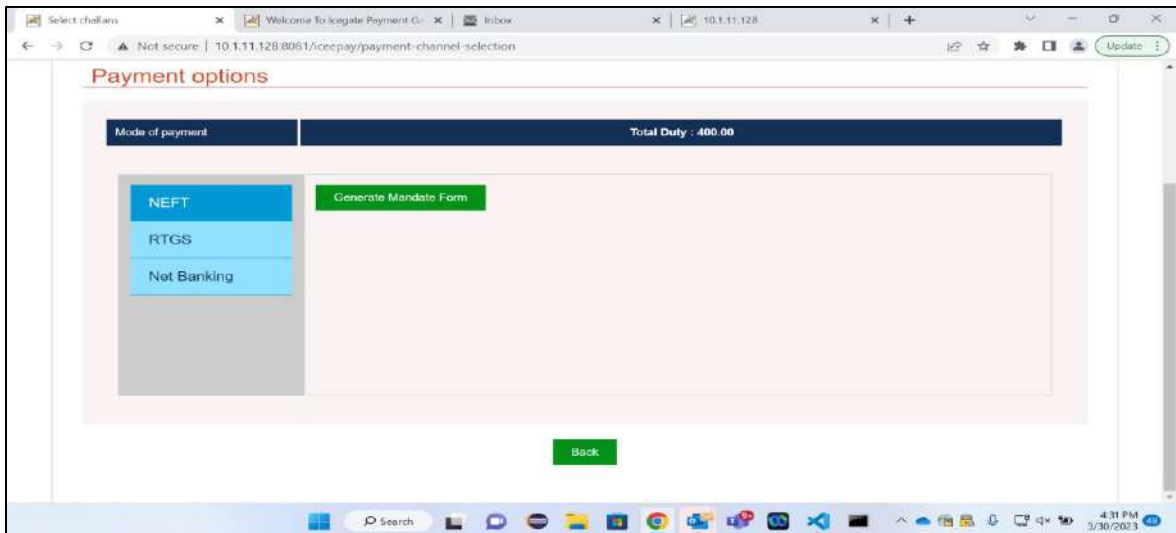 Select challans
Welcome To Icegate Payment G
Inbox
10.1.11.128
Not secure | 10.1.11.128:8081/iceepay/payment-channel-selection
Update
Payment options
Mode of payment
Total Duty : 400.00
NEFT
Generate Mandate Form
RTGS
Net Banking
Back
Search
4:31 PM
3/30/2023